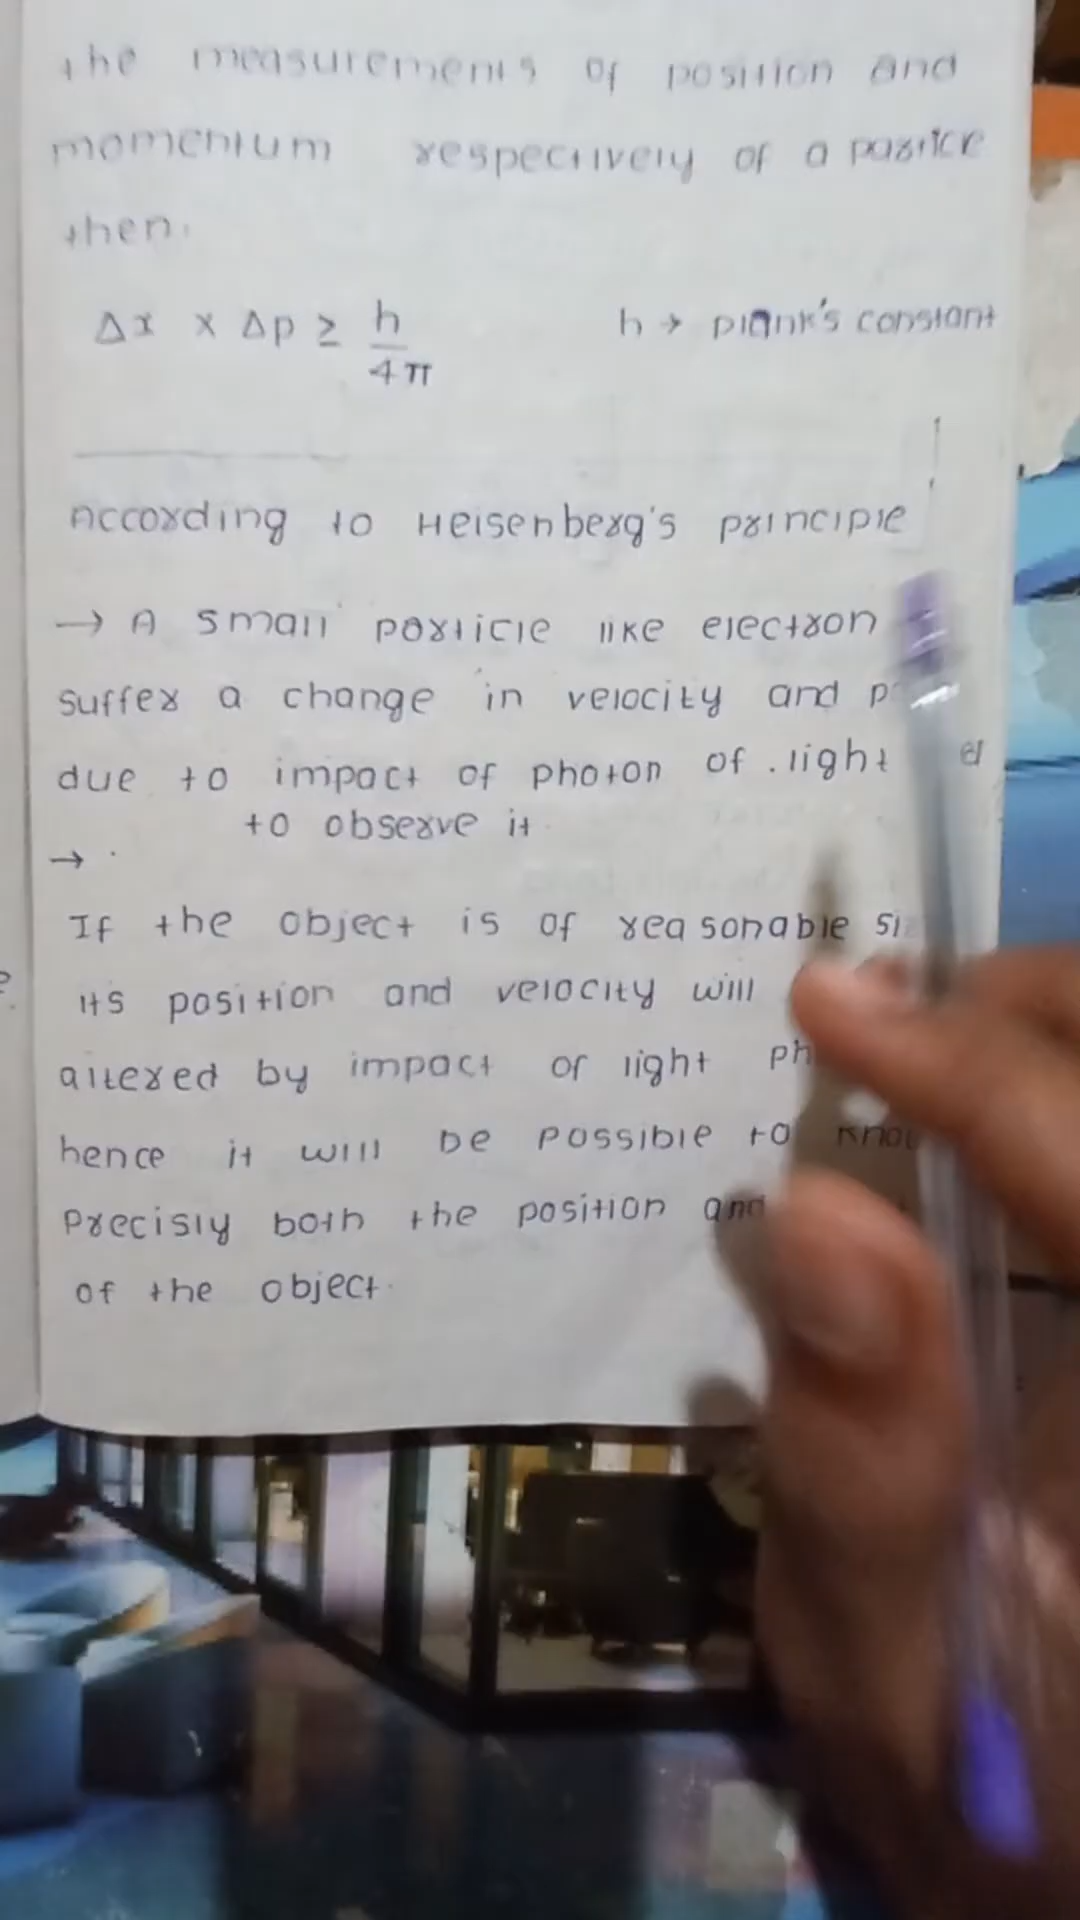 the measurements of position and
momentum respectively of a partice
then.
Δx × Δp ≥ h/4π h → plank's constant
According to Heisenberg's principle
→ A small particle like electron
suffer a change in velocity and
due to impact of photon of light
to observe it
→
If the object is of reasonable
its position and velocity will
altered by impact of light
hence it will be possible to
precisly both the position and
of the object.